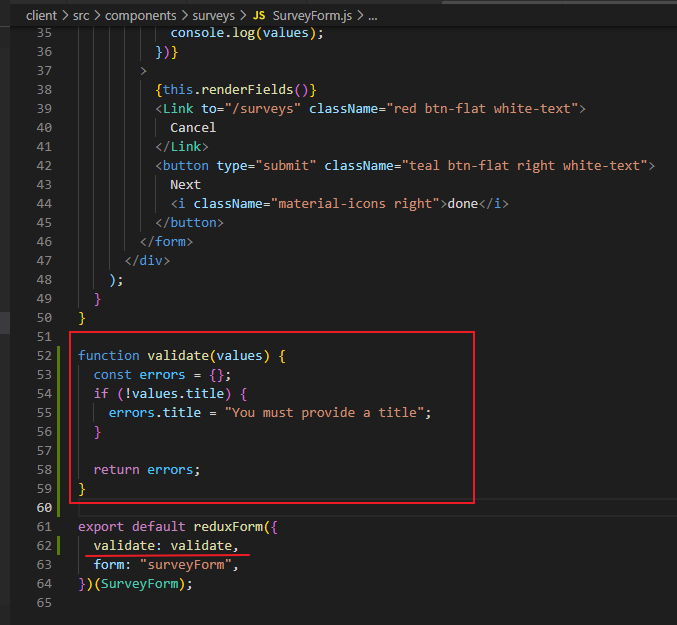 client > src > components > surveys > JS SurveyForm.js > ...
35 console.log(values);
36 })}
37 >
38 {this.renderFields()}
39 <Link to="/surveys" className="red btn-flat white-text">
40 Cancel
41 </Link>
42 <button type="submit" className="teal btn-flat right white-text">
43 Next
44 <i className="material-icons right">done</i>
45 </button>
46 </form>
47 </div>
48 );
49 }
50 }
51
52 function validate(values) {
53 const errors = {};
54 if (!values.title) {
55 errors.title = "You must provide a title";
56 }
57
58 return errors;
59 }
60
61 export default reduxForm({
62 validate: validate,
63 form: "surveyForm",
64 })(SurveyForm);
65